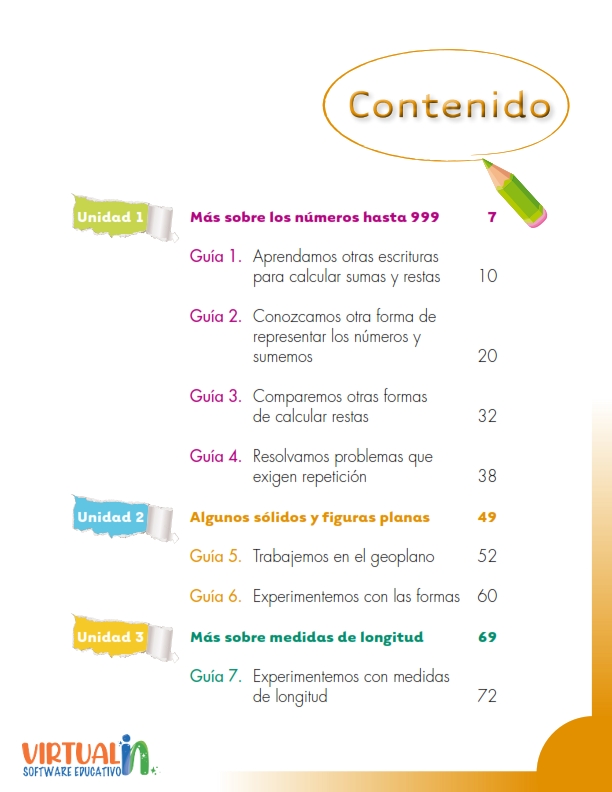 Contenido
Unidad 1 Más sobre los números hasta 999 7
Guía 1. Aprendamos otras escrituras
para calcular sumas y restas 10
Guía 2. Conozcamos otra forma de
representar los números y
sumemos 20
Guía 3. Comparemos otras formas
de calcular restas 32
Guía 4. Resolvamos problemas que
exigen repetición 38
Unidad 2 Algunos sólidos y figuras planas 49
Guía 5. Trabajemos en el geoplano 52
Guía 6. Experimentemos con las formas 60
Unidad 3 Más sobre medidas de longitud 69
Guía 7. Experimentemos con medidas
de longitud 72
VIRTUAL in
SOFTWARE EDUCATIVO